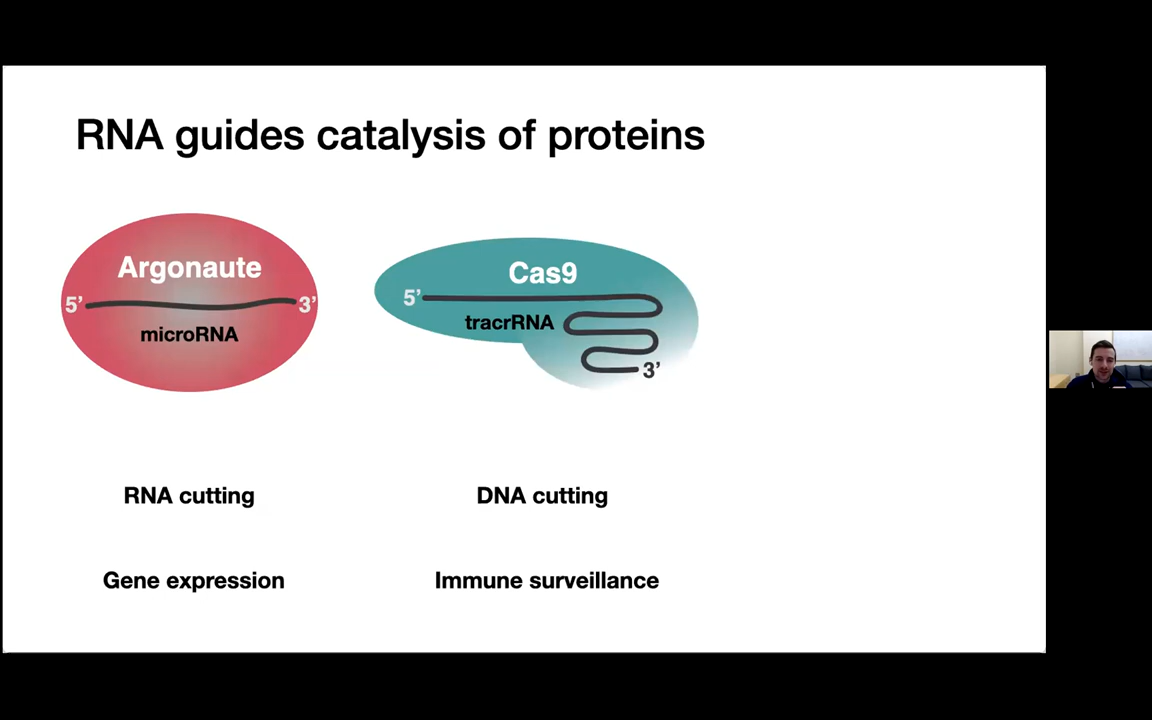 RNA guides catalysis of proteins
Argonaute
5’ 3’
microRNA
Cas9
5’
tracrRNA
3’
RNA cutting
DNA cutting
Gene expression
Immune surveillance